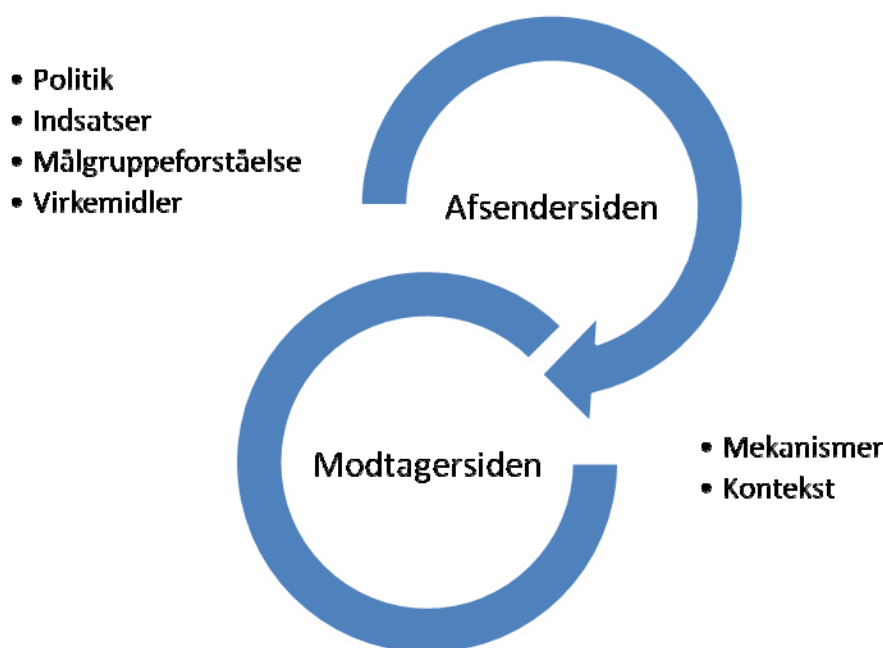 • Politik
• Indsatser
• Målgruppeforståelse
• Virkemidler
Afsendersiden
Modtagersiden
• Mekanismer
• Kontekst